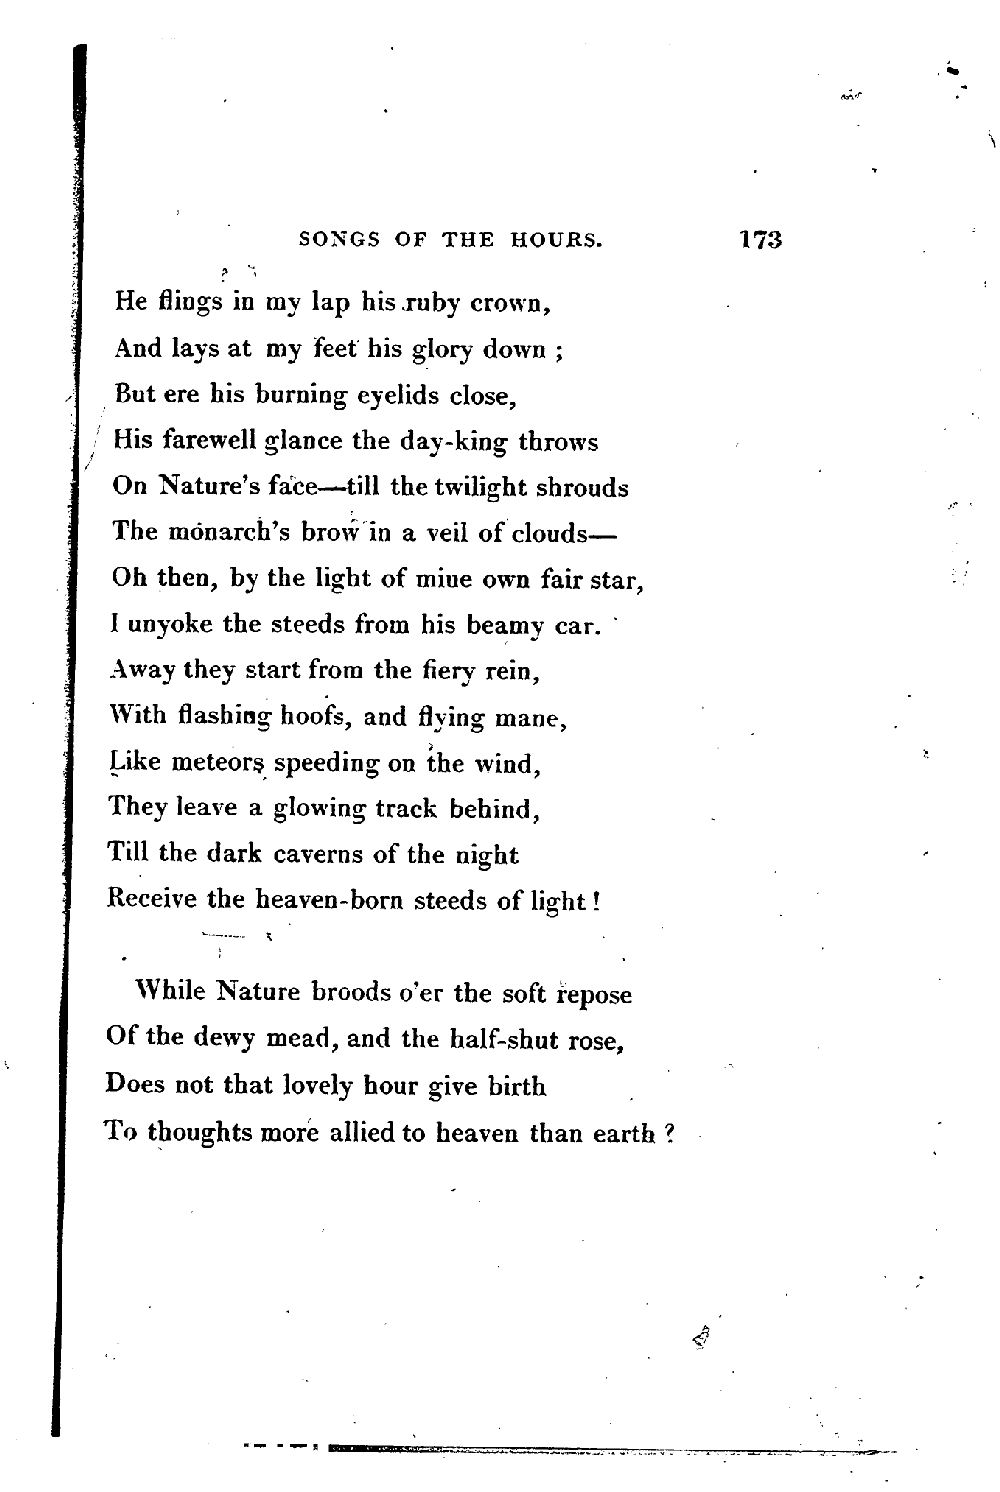 SONGS OF THE HOURS. 173
He flings in my lap his ruby crown,
And lays at my feet his glory down ;
But ere his burning eyelids close,
His farewell glance the day-king throws
On Nature's face—till the twilight shrouds
The monarch's brow in a veil of clouds—
Oh then, by the light of mine own fair star,
I unyoke the steeds from his beamy car.
Away they start from the fiery rein,
With flashing hoofs, and flying mane,
Like meteors speeding on the wind,
They leave a glowing track behind,
Till the dark caverns of the night
Receive the heaven-born steeds of light !
While Nature broods o'er the soft repose
Of the dewy mead, and the half-shut rose,
Does not that lovely hour give birth
To thoughts more allied to heaven than earth ?